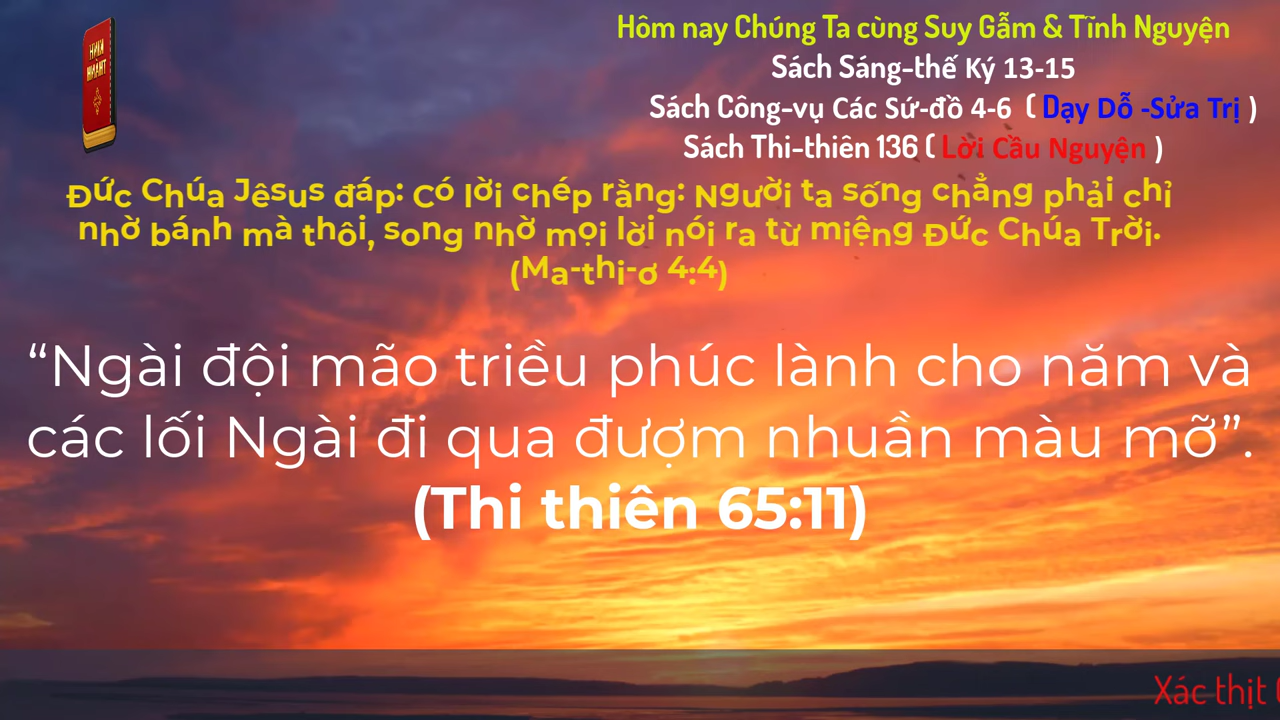 KINH
THÁNH
Hôm nay Chúng Ta cùng Suy Gẫm & Tĩnh Nguyện
Sách Sáng-thế Ký 13-15
Sách Công-vụ Các Sứ-đồ 4-6 ( Dạy Dỗ -Sửa Trị )
Sách Thi-thiên 136 ( Lời Cầu Nguyện )
Đức Chúa Jêsus đáp: Có lời chép rằng: Người ta sống chẳng phải chỉ
nhờ bánh mà thôi, song nhờ mọi lời nói ra từ miệng Đức Chúa Trời.
(Ma-thi-ơ 4:4)
“Ngài đội mão triều phúc lành cho năm và
các lối Ngài đi qua đượm nhuần màu mỡ”.
(Thi thiên 65:11)
Xác thịt